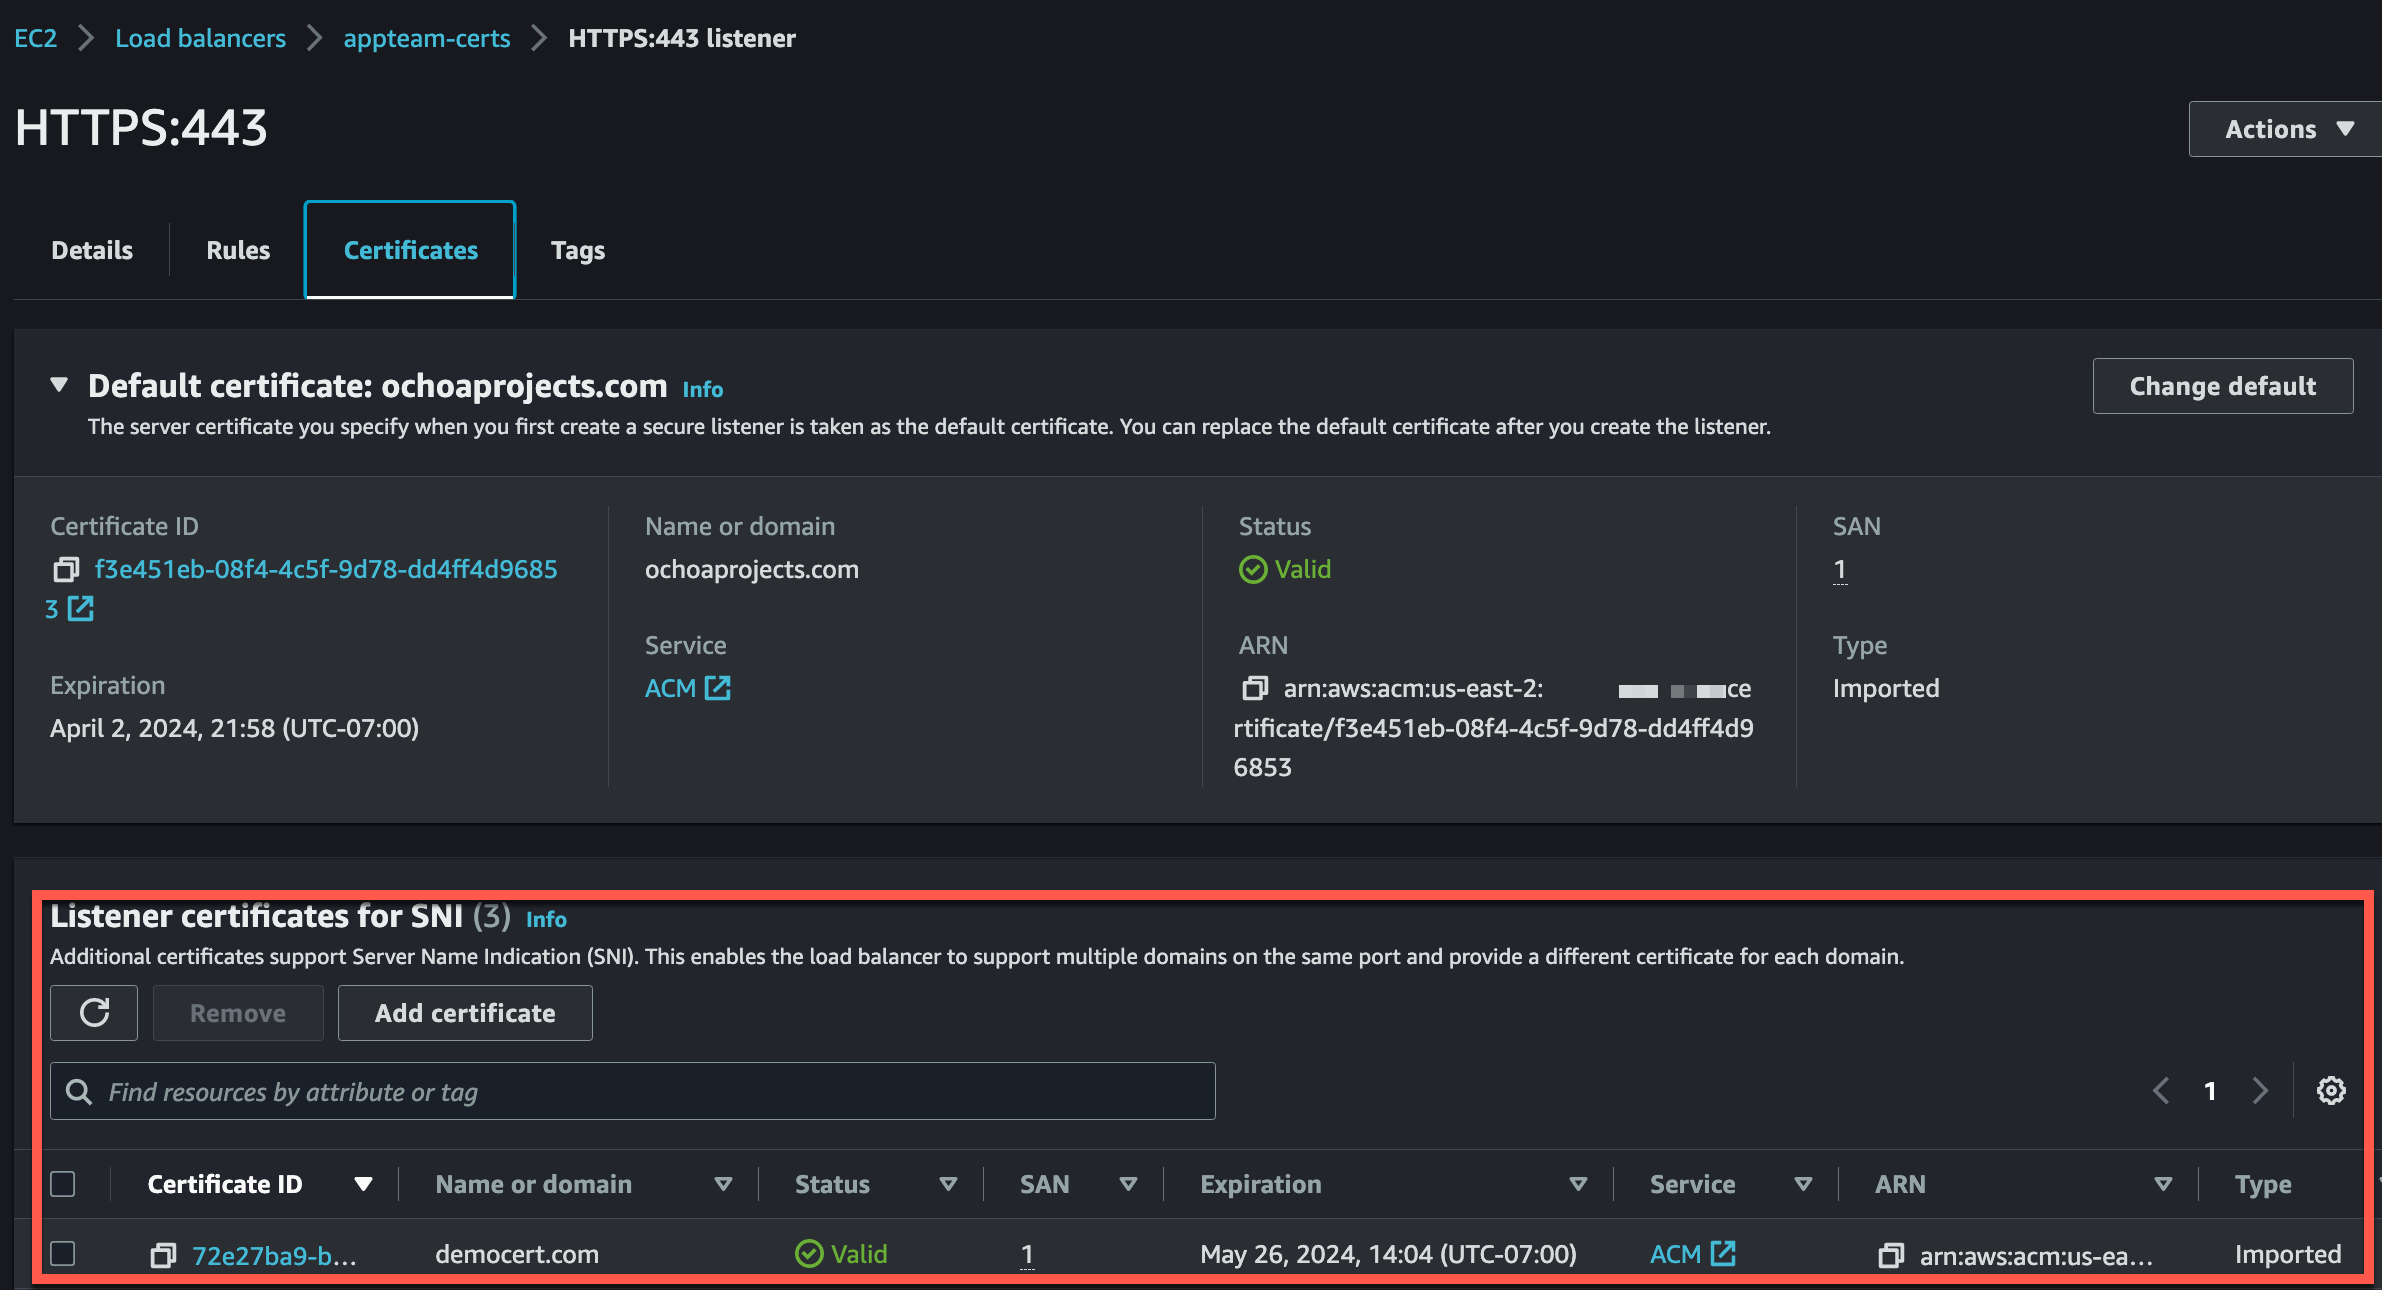 EC2 > Load balancers > appteam-certs > HTTPS:443 listener
HTTPS:443
Actions
Details Rules Certificates Tags
Default certificate: ochoaprojects.com Info
Change default
The server certificate you specify when you first create a secure listener is taken as the default certificate. You can replace the default certificate after you create the listener.
Certificate ID
f3e451eb-08f4-4c5f-9d78-dd4ff4d9685
3
Expiration
April 2, 2024, 21:58 (UTC-07:00)
Name or domain
ochoaprojects.com
Service
ACM
Status
Valid
ARN
arn:aws:acm:us-east-2: ce
rtificate/f3e451eb-08f4-4c5f-9d78-dd4ff4d9
6853
SAN
1
Type
Imported
Listener certificates for SNI (3) Info
Additional certificates support Server Name Indication (SNI). This enables the load balancer to support multiple domains on the same port and provide a different certificate for each domain.
Remove Add certificate
Find resources by attribute or tag
1
Certificate ID Name or domain Status SAN Expiration Service ARN Type
72e27ba9-b... democert.com Valid 1 May 26, 2024, 14:04 (UTC-07:00) ACM arn:aws:acm:us-ea... Imported